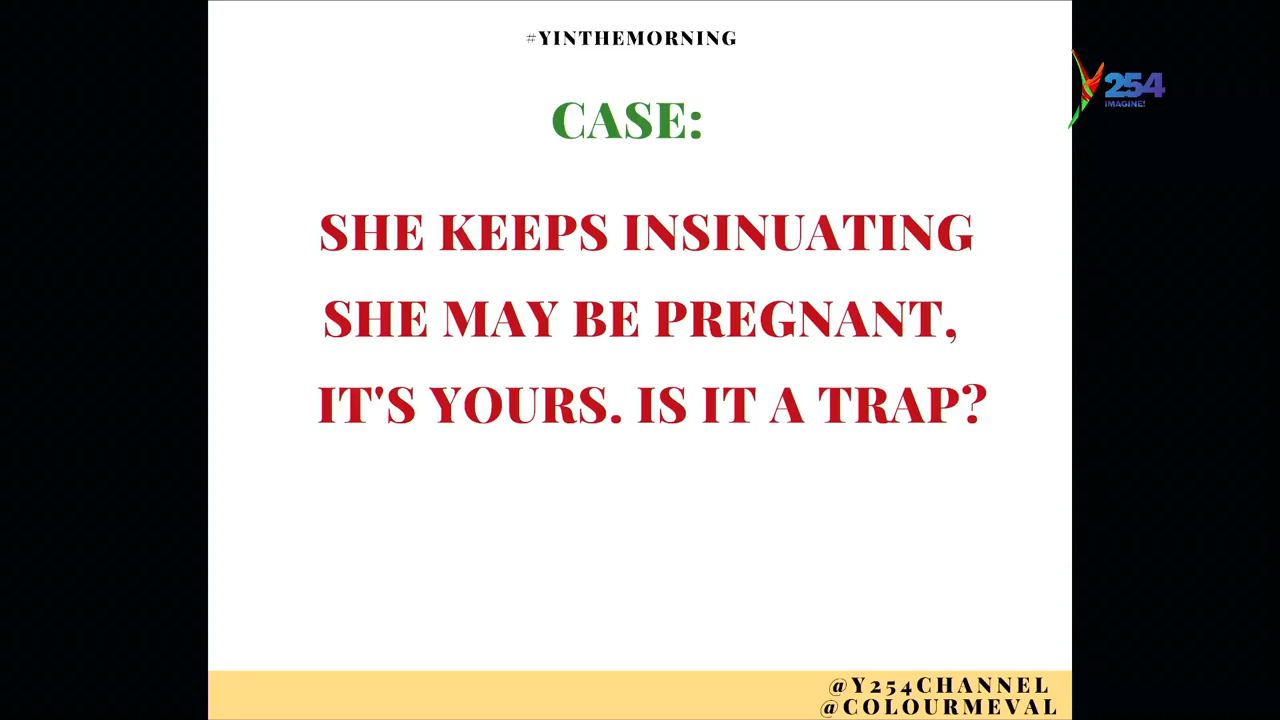 #YINTHEMORNING
254
IMAGINE!
CASE:
SHE KEEPS INSINUATING
SHE MAY BE PREGNANT,
IT'S YOURS. IS IT A TRAP?
@Y254CHANNEL
@COLOURMEVAL